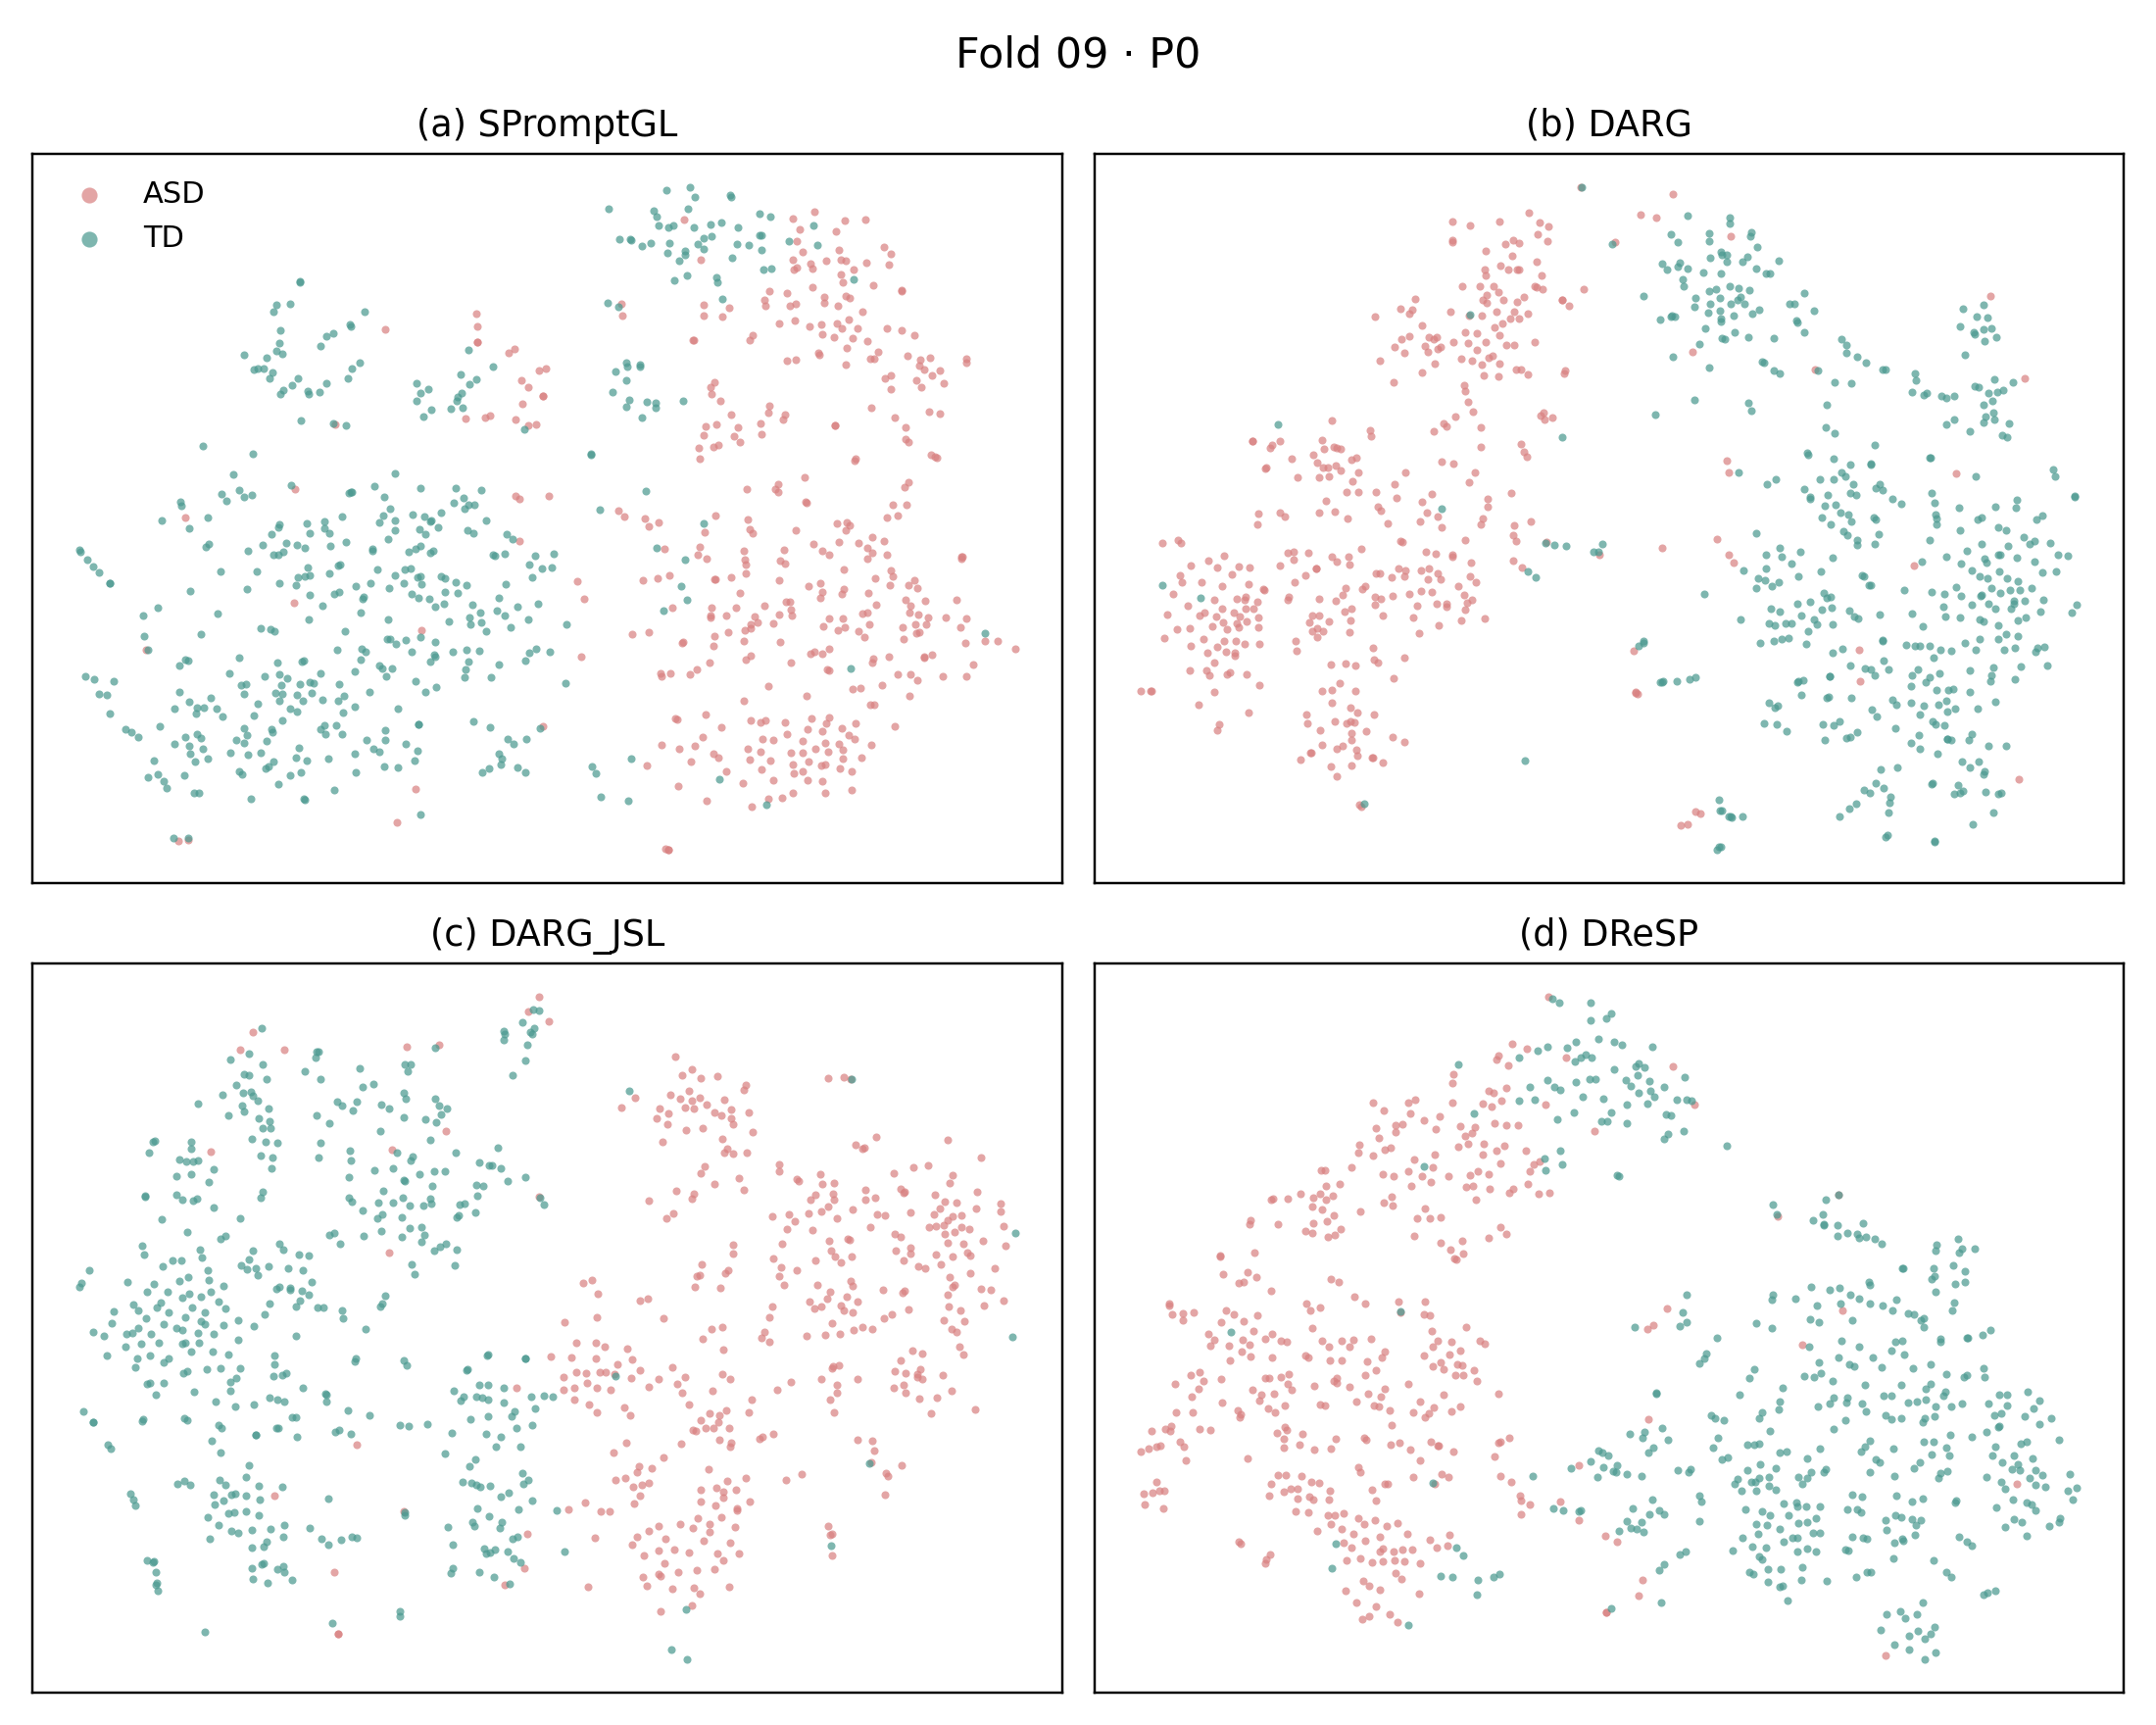 Fold 09 · P0
(a) SPromptGL
(b) DARG
ASD
TD
(c) DARG_JSL
(d) DReSP